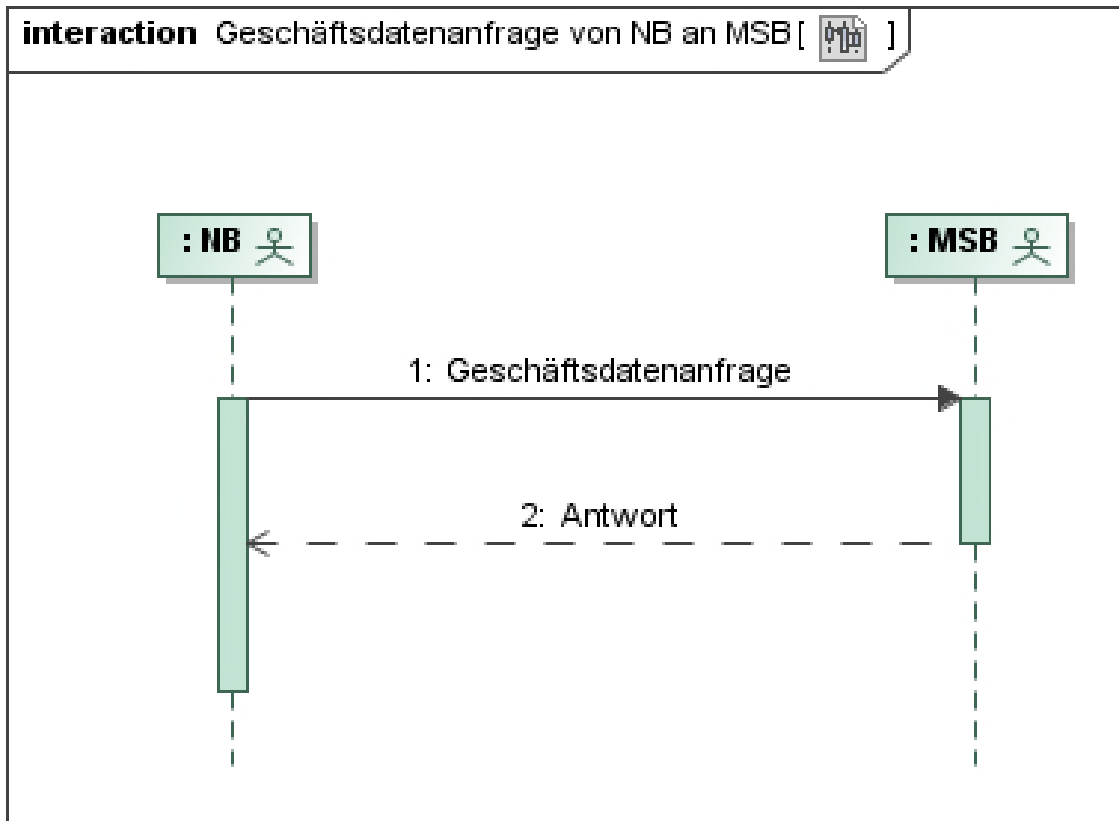 interaction Geschäftsdatenanfrage von NB an MSB [ ]
: NB
: MSB
1: Geschäftsdatenanfrage
2: Antwort